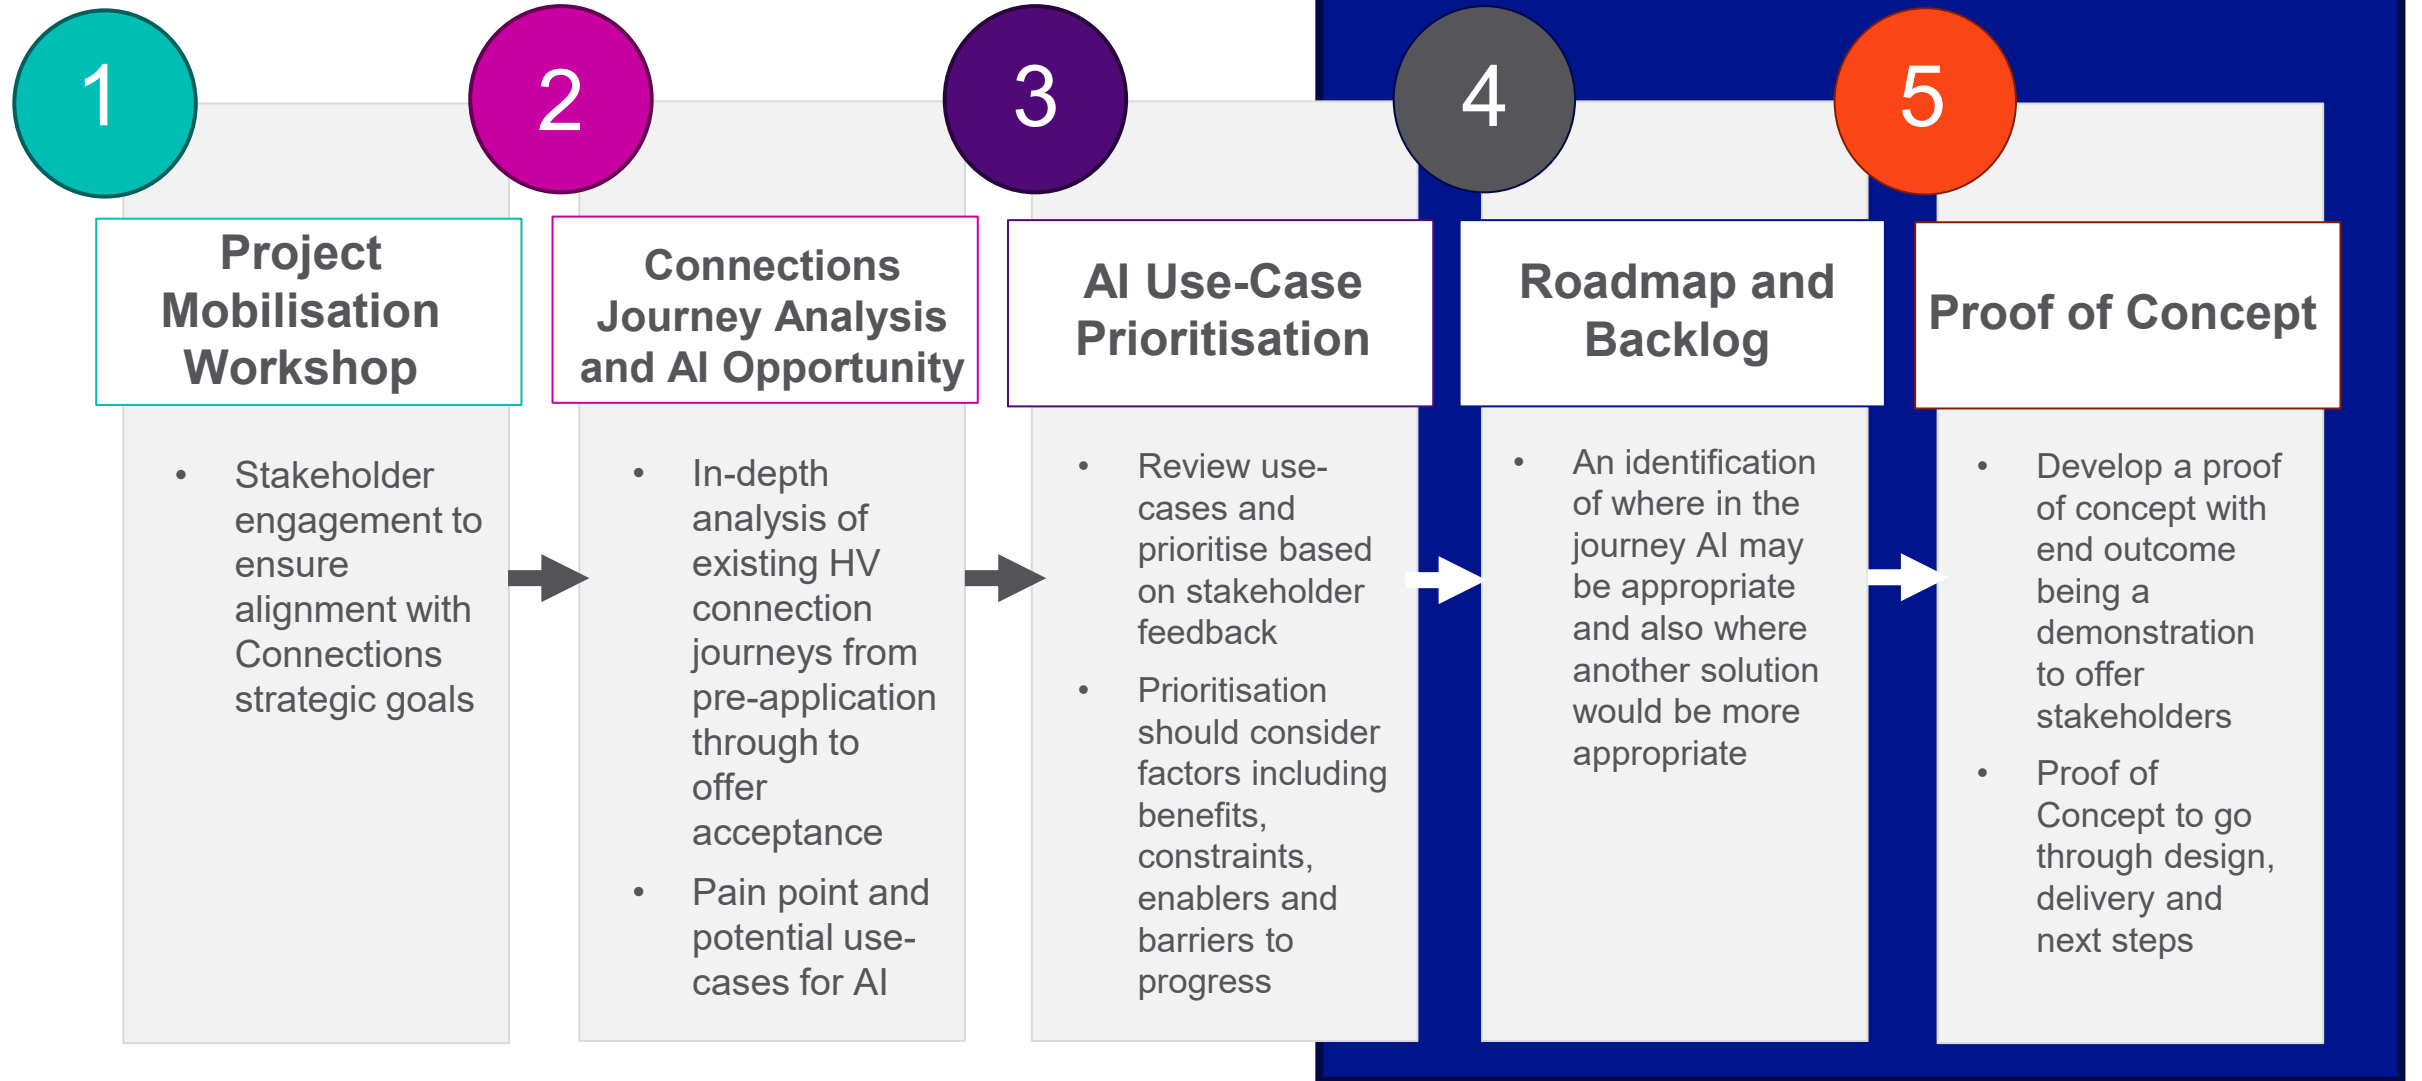 1
Project
Mobilisation
Workshop
• Stakeholder
engagement to
ensure
alignment with
Connections
strategic goals
2
Connections
Journey Analysis
and AI Opportunity
• In-depth
analysis of
existing HV
connection
journeys from
pre-application
through to
offer
acceptance
• Pain point and
potential use-
cases for AI
3
AI Use-Case
Prioritisation
• Review use-
cases and
prioritise based
on stakeholder
feedback
• Prioritisation
should consider
factors including
benefits,
constraints,
enablers and
barriers to
progress
4
Roadmap and
Backlog
• An identification
of where in the
journey AI may
be appropriate
and also where
another solution
would be more
appropriate
5
Proof of Concept
• Develop a proof
of concept with
end outcome
being a
demonstration
to offer
stakeholders
• Proof of
Concept to go
through design,
delivery and
next steps